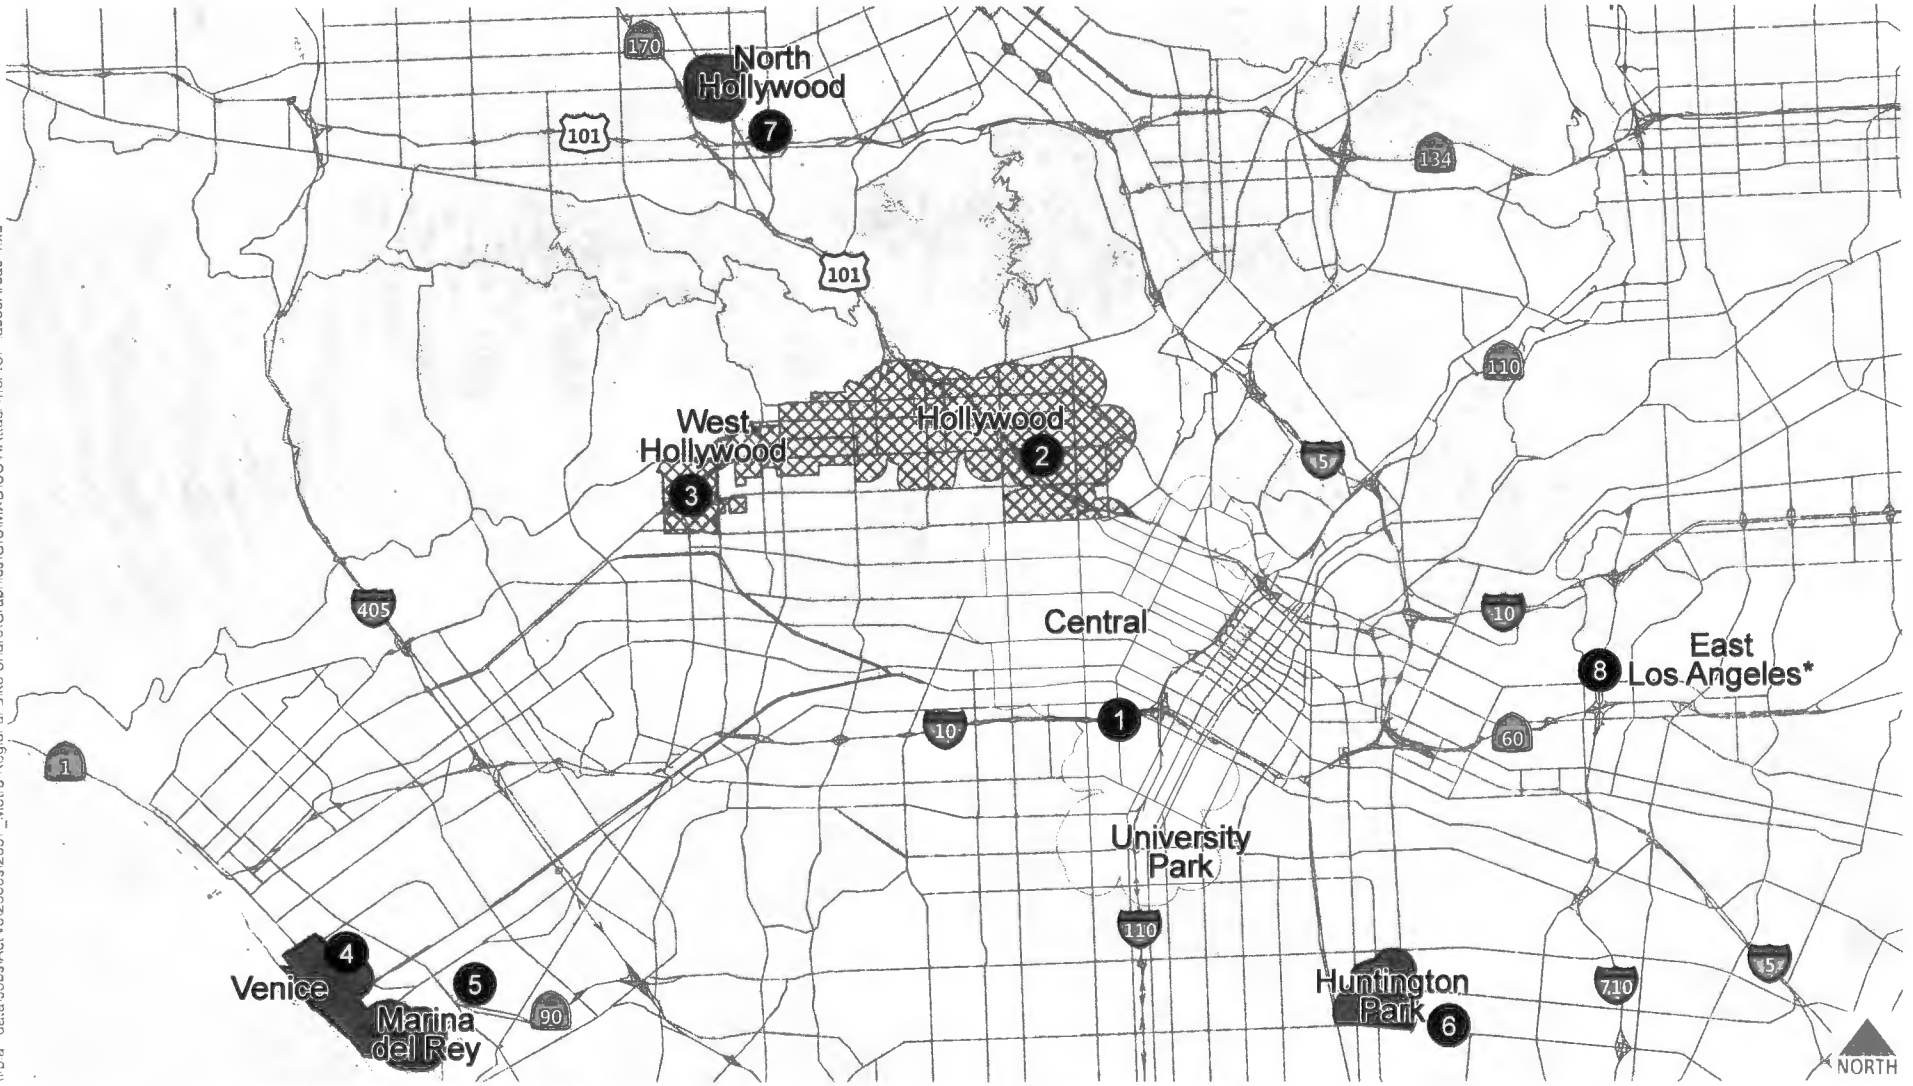 170
North
Hollywood
101
7
134
101
110
West
Hollywood
Hollywood
2
5
3
405
Central
10
East
Los Angeles*
8
1
10
60
1
University
Park
110
4
Venice
5
90
Marina
del Rey
Huntington
Park
6
710
5
NORTH